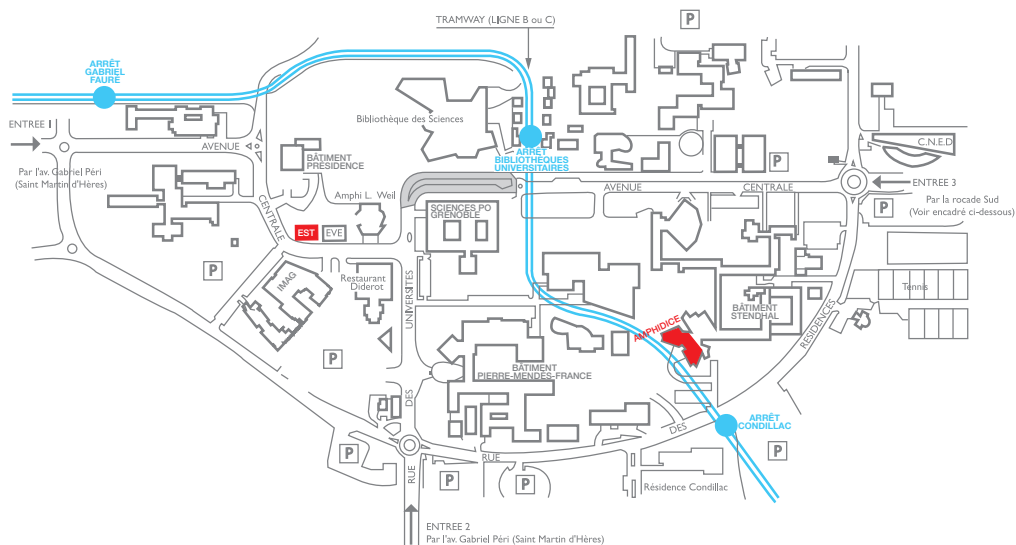 TRAMWAY (LIGNE B ou C)
P
ARRÊT
GABRIEL
FAURE
ENTREE 1
AVENUE
Par l'av. Gabriel Péri
(Saint Martin d'Hères)
Bibliothèque des Sciences
ARRÊT
BIBLIOTHÈQUES
UNIVERSITAIRES
BÂTIMENT
PRÉSIDENCE
P
C.N.E.D
AVENUE
CENTRALE
ENTREE 3
Par la rocade Sud
(Voir encadré ci-dessous)
P
Amphi L. Weil
CENTRALE
SCIENCES PO
GRENOBLE
EST
EVE
P
IMAG
Restaurant
Diderot
UNIVERSITES
Tennis
BÂTIMENT
STENDHAL
AMPHIDICE
RESIDENCES
P
BÂTIMENT
PIERRE-MENDÈS-FRANCE
DES
ARRÊT
CONDILLAC
DES
P
P
RUE
RUE
P
P
Résidence Condillac
ENTREE 2
Par l'av. Gabriel Péri (Saint Martin d'Hères)